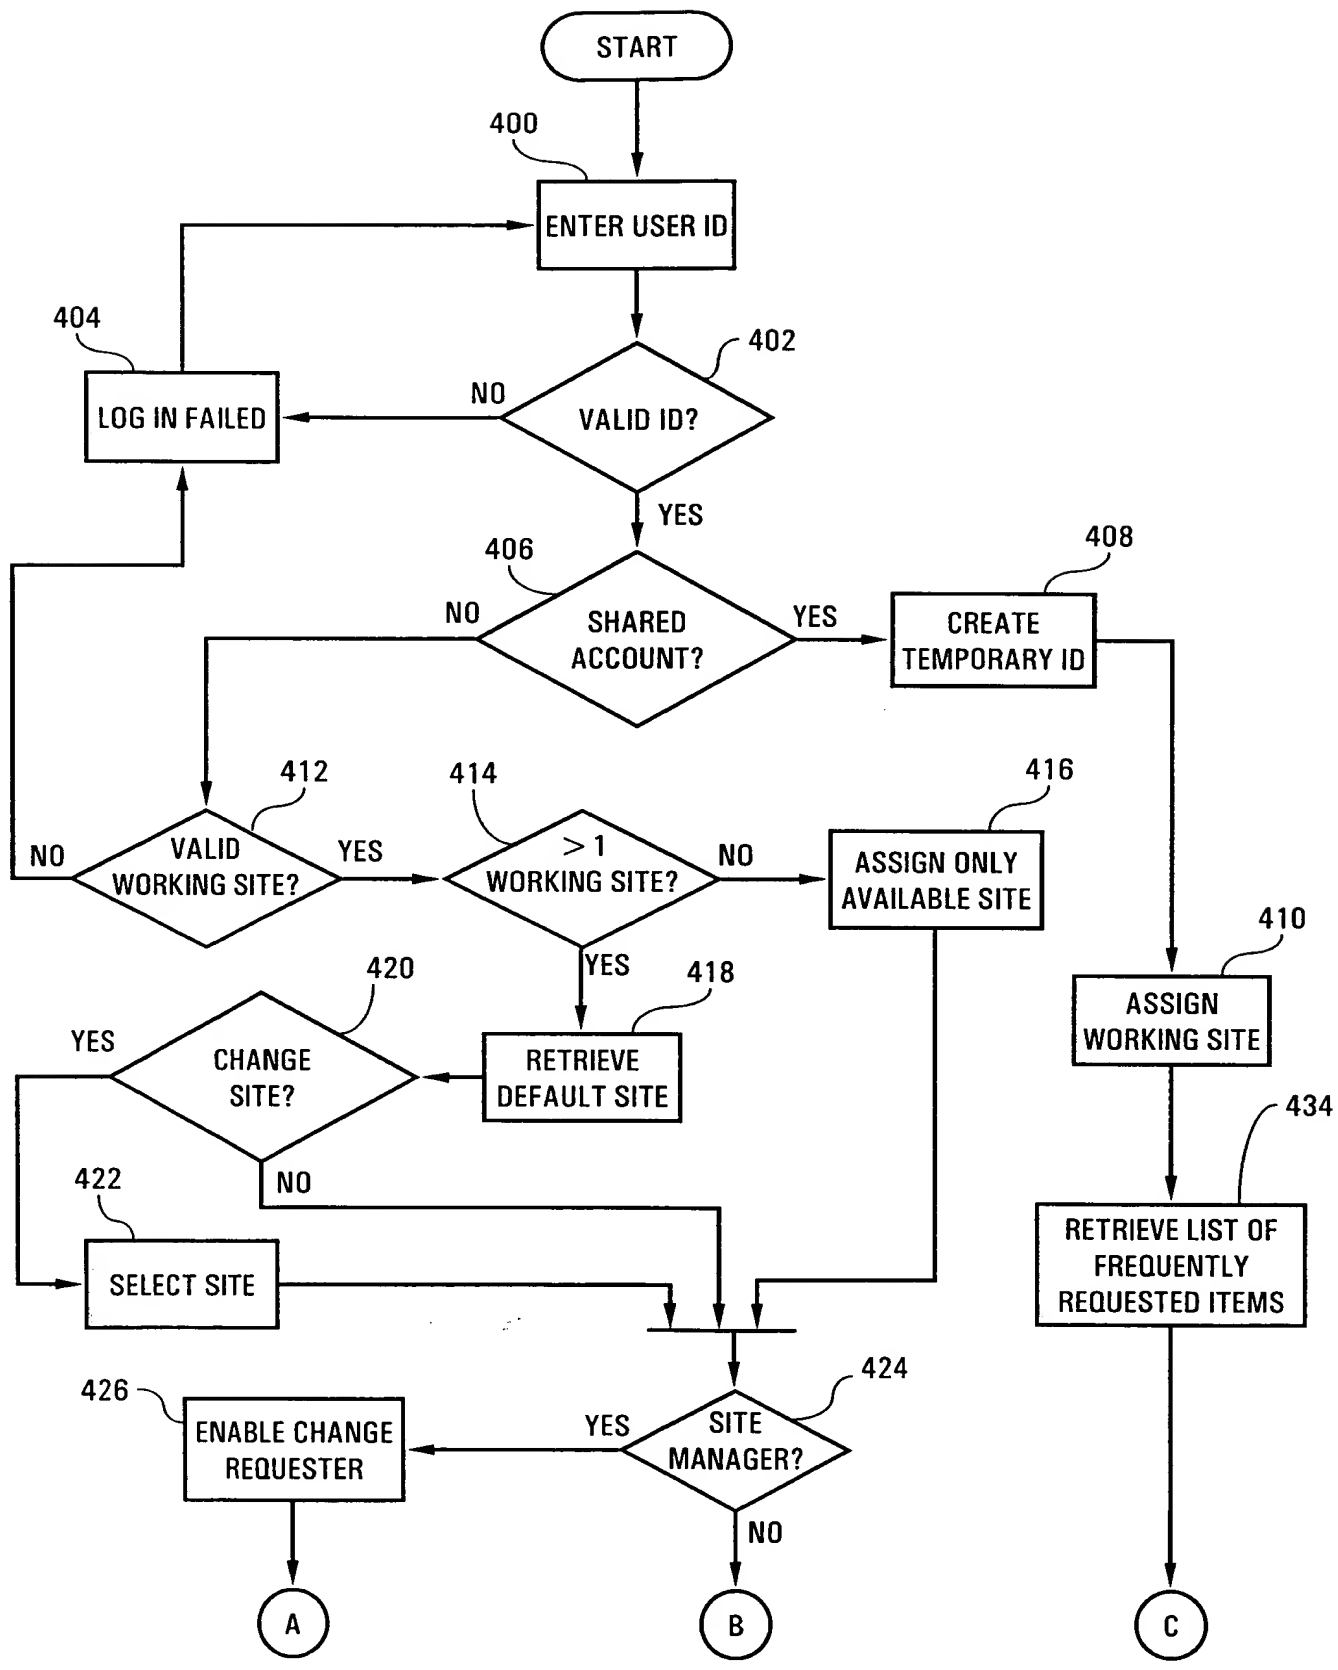 START
400
ENTER USER ID
404
402
NO
LOG IN FAILED
VALID ID?
YES
406
408
NO
SHARED
ACCOUNT?
YES
CREATE
TEMPORARY ID
412
414
416
NO
VALID
WORKING SITE?
YES
> 1
WORKING SITE?
NO
ASSIGN ONLY
AVAILABLE SITE
410
420
YES
418
ASSIGN
WORKING SITE
YES
CHANGE
SITE?
RETRIEVE
DEFAULT SITE
434
422
NO
RETRIEVE LIST OF
FREQUENTLY
REQUESTED ITEMS
SELECT SITE
426
424
ENABLE CHANGE
REQUESTER
YES
SITE
MANAGER?
NO
A
B
C